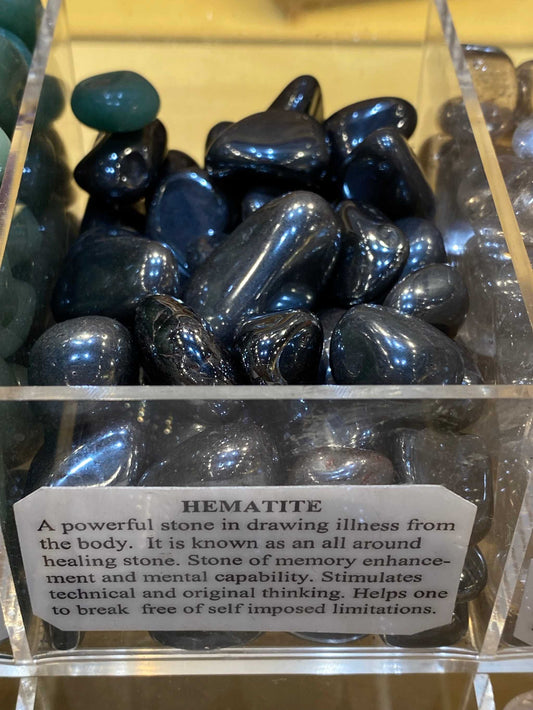 HEMATITE
A powerful stone in drawing illness from
the body. It is known as an all around
healing stone. Stone of memory enhance-
ment and mental capability. Stimulates
technical and original thinking. Helps one
to break free of self imposed limitations.